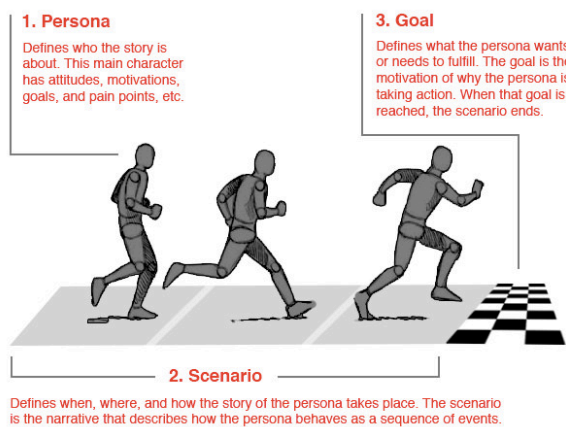 1. Persona
Defines who the story is
about. This main character
has attitudes, motivations,
goals, and pain points, etc.
3. Goal
Defines what the persona wants
or needs to fulfill. The goal is the
motivation of why the persona is
taking action. When that goal is
reached, the scenario ends.
2. Scenario
Defines when, where, and how the story of the persona takes place. The scenario
is the narrative that describes how the persona behaves as a sequence of events.